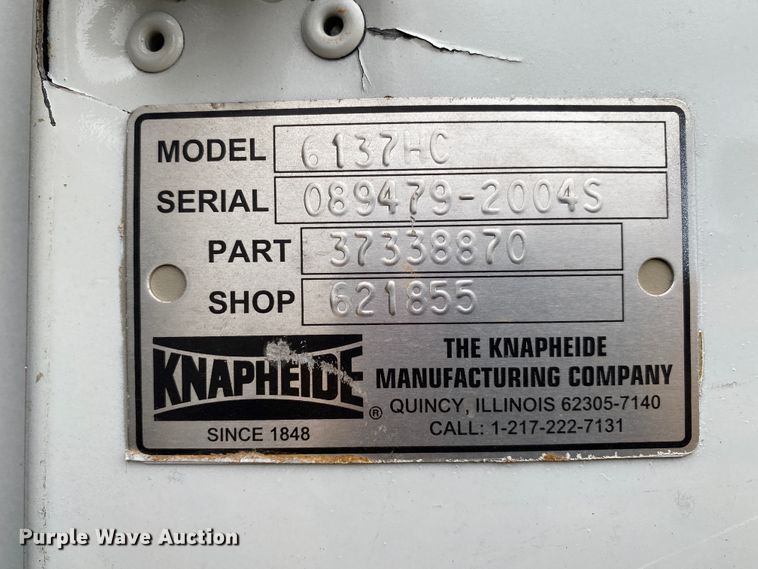 MODEL 6137HC
SERIAL 089479-2004S
PART 37338870
SHOP 621855
KNAPHEIDE ®
SINCE 1848
THE KNAPHEIDE
MANUFACTURING COMPANY
QUINCY, ILLINOIS 62305-7140
CALL: 1-217-222-7131
Purple Wave Auction